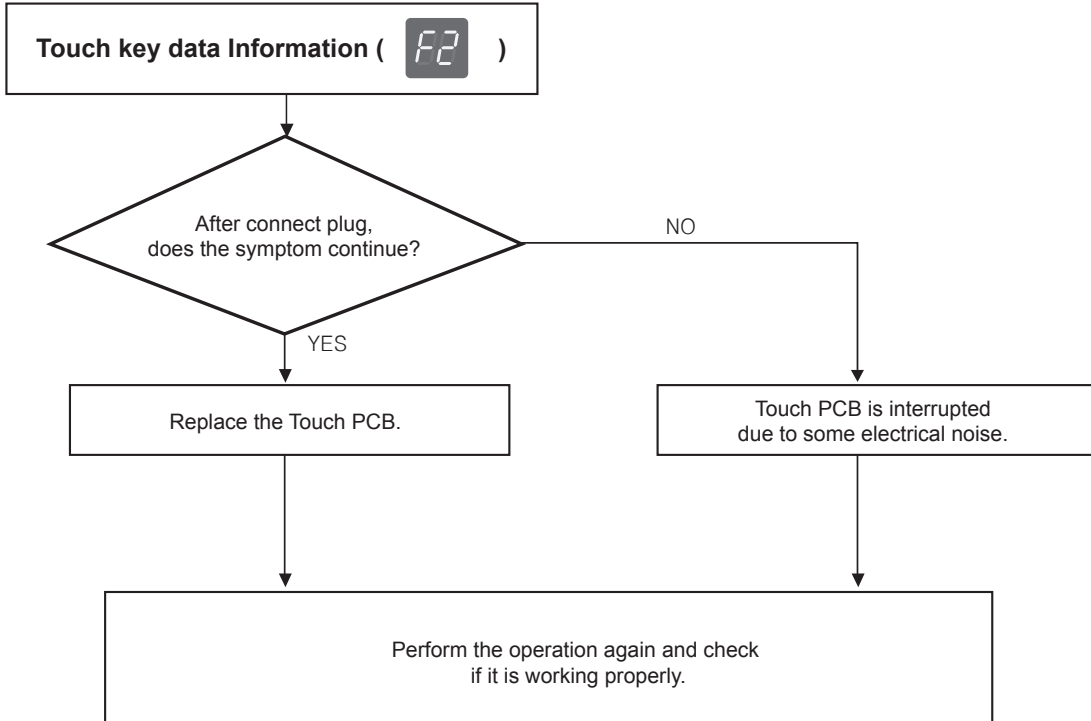 Touch key data Information ( F2 )
After connect plug,
does the symptom continue?
NO
YES
Replace the Touch PCB.
Touch PCB is interrupted
due to some electrical noise.
Perform the operation again and check
if it is working properly.